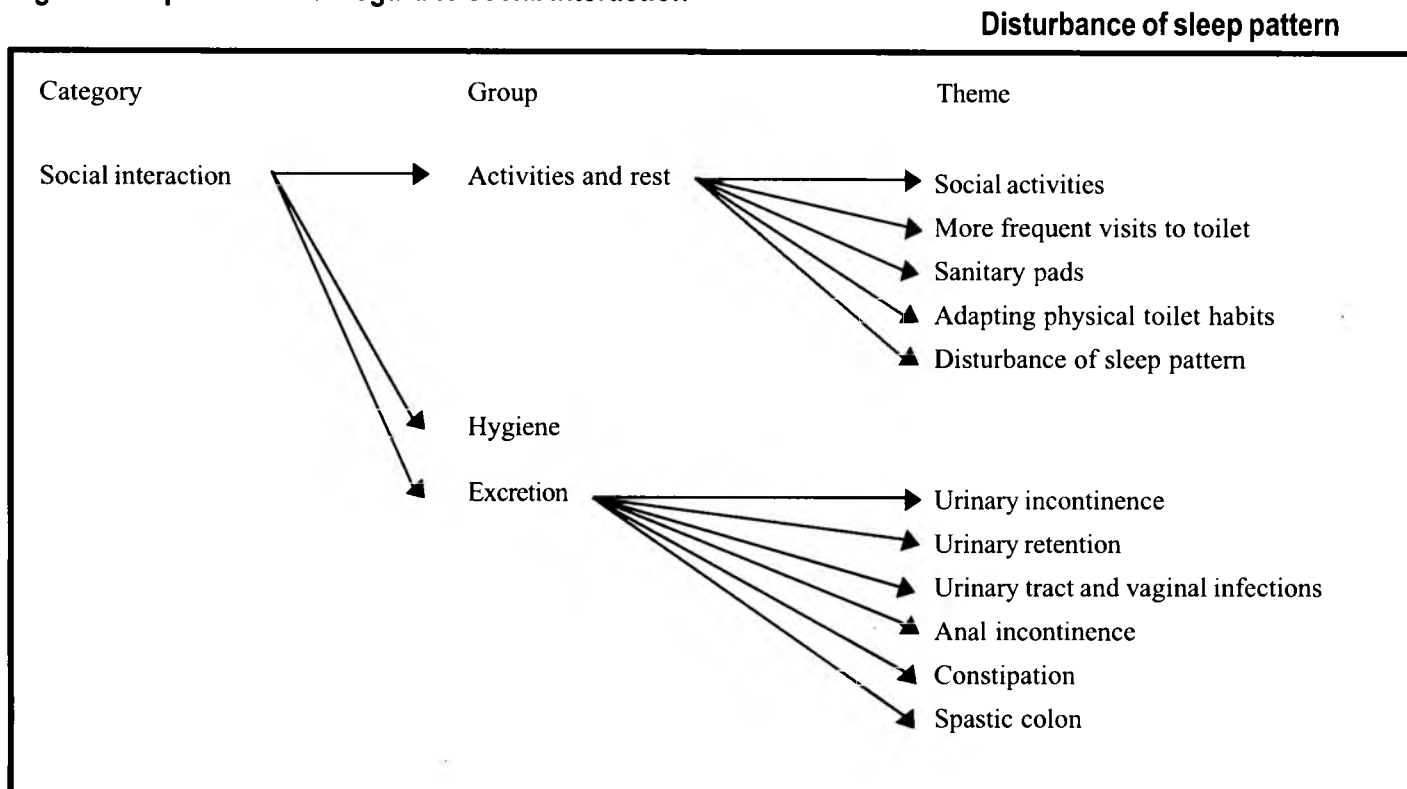 Disturbance of sleep pattern
Category Group Theme
Social interaction Activities and rest Social activities
More frequent visits to toilet
Sanitary pads
Adapting physical toilet habits
Disturbance of sleep pattern
Hygiene
Excretion Urinary incontinence
Urinary retention
Urinary tract and vaginal infections
Anal incontinence
Constipation
Spastic colon